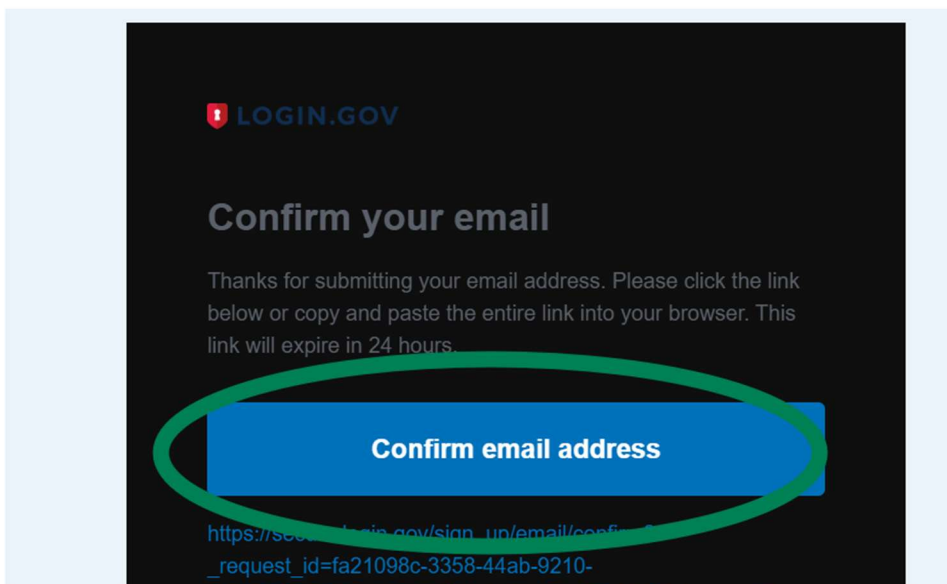 LOGIN.GOV
Confirm your email
Thanks for submitting your email address. Please click the link
below or copy and paste the entire link into your browser. This
link will expire in 24 hours.
Confirm email address
_request_id=fa21098c-3358-44ab-9210-